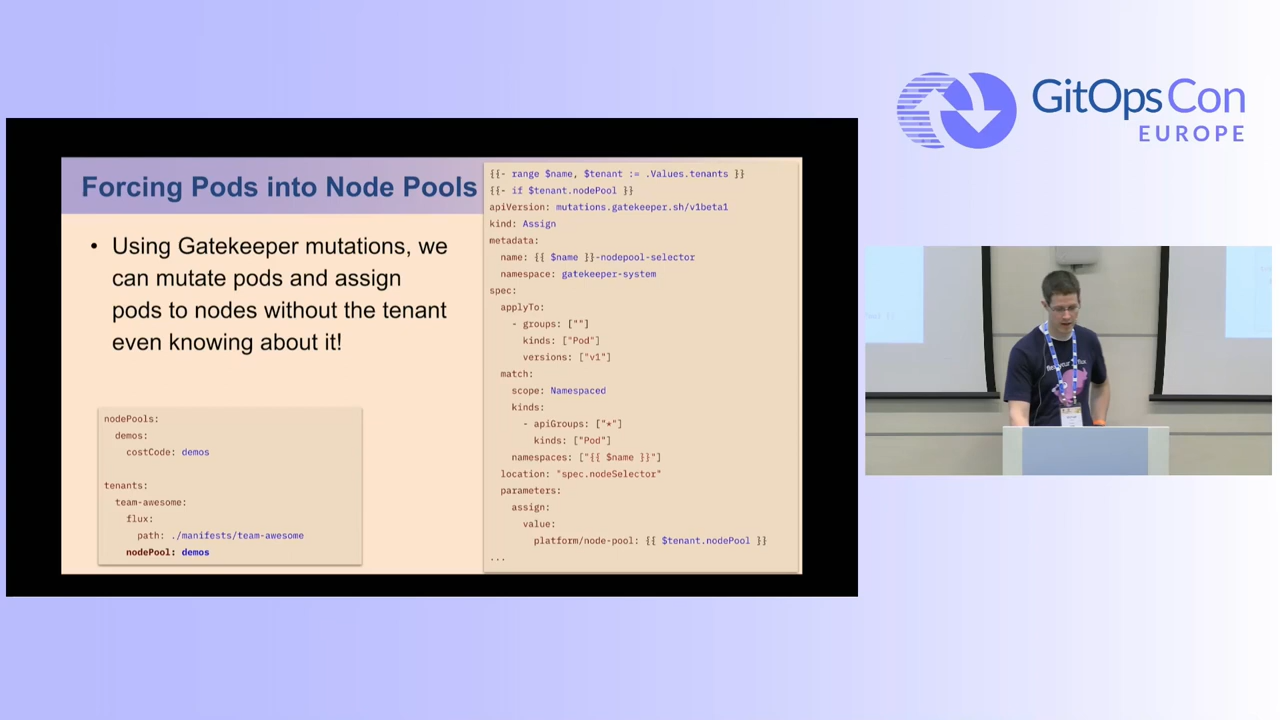 Forcing Pods into Node Pools
• Using Gatekeeper mutations, we
can mutate pods and assign
pods to nodes without the tenant
even knowing about it!
nodePools:
demos:
costCode: demos
tenants:
team-awesome:
flux:
path: ./manifests/team-awesome
nodePool: demos
{{- range $name, $tenant := .Values.tenants }}
{{- if $tenant.nodePool }}
apiVersion: mutations.gatekeeper.sh/v1beta1
kind: Assign
metadata:
name: {{ $name }}-nodepool-selector
namespace: gatekeeper-system
spec:
applyTo:
- groups: [""]
kinds: ["Pod"]
versions: ["v1"]
match:
scope: Namespaced
kinds:
- apiGroups: ["*"]
kinds: ["Pod"]
namespaces: ["{{ $name }}"]
location: "spec.nodeSelector"
parameters:
assign:
value:
platform/node-pool: {{ $tenant.nodePool }}
...
GitOpsCon
EUROPE